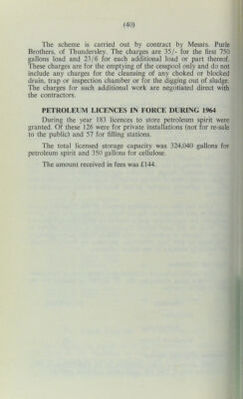 (40)
The scheme is carried out by contract by Messrs. Purle
Brothers, of Thundersley. The charges are 35/- for the first 750
gallons load and 23/6 for each additional load or part thereof.
These charges are for the emptying of the cesspool only and do not
include any charges for the cleansing of any choked or blocked
drain, trap or inspection chamber or for the digging out of sludge.
The charges for such additional work are negotiated direct with
the contractors.
PETROLEUM LICENCES IN FORCE DURING 1964
During the year 183 licences to store petroleum spirit were
granted. Of these 126 were for private installations (not for re-sale
to the public) and 57 for filling stations.
The total licensed storage capacity was 324,040 gallons for
petroleum spirit and 350 gallons for cellulose.
The amount received in fees was £144.